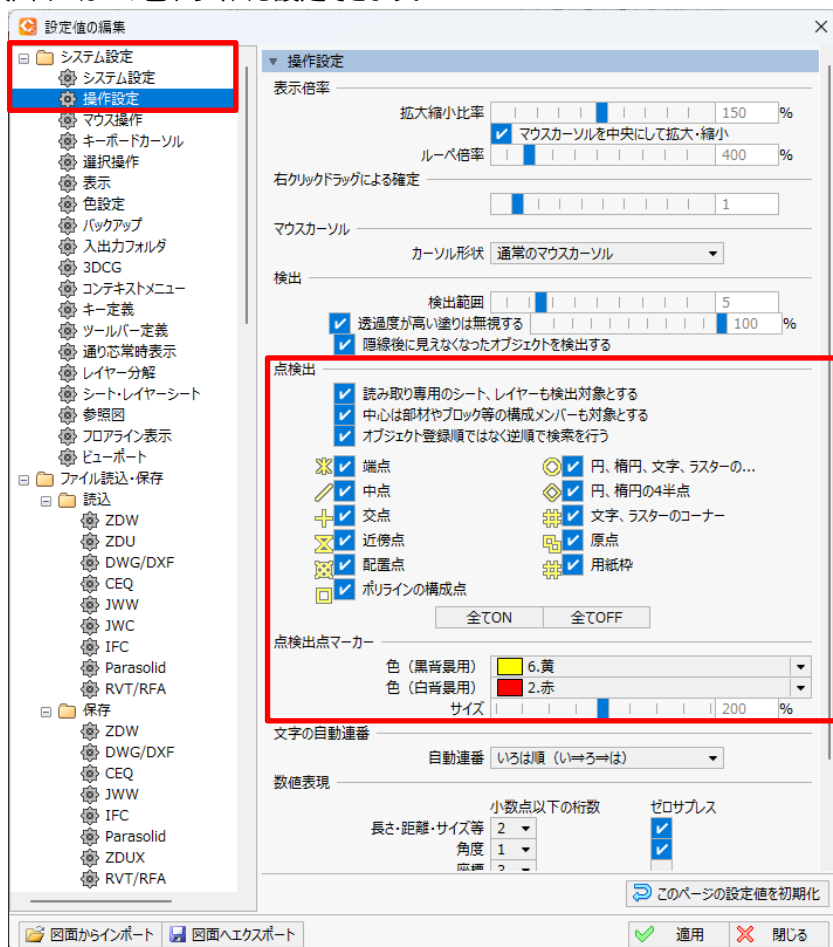 設定値の編集
システム設定
システム設定
操作設定
マウス操作
キーボードカーソル
選択操作
表示
色設定
バックアップ
入出力フォルダ
3DCG
コンテキストメニュー
キー定義
ツールバー定義
通り芯常時表示
レイヤー分解
シート・レイヤーシート
参照図
フロアライン表示
ビューポート
ファイル読込・保存
読込
ZDW
ZDU
DWG/DXF
CEQ
JWW
JWC
IFC
Parasolid
RVT/RFA
保存
ZDW
DWG/DXF
CEQ
JWW
IFC
Parasolid
ZDUX
RVT/RFA
操作設定
表示倍率
拡大縮小比率 150 %
マウスカーソルを中央にして拡大・縮小
ルーペ倍率 400 %
右クリックドラッグによる確定
1
マウスカーソル
カーソル形状 通常のマウスカーソル
検出
検出範囲 5
透過度が高い塗りは無視する 100 %
隠線後に見えなくなったオブジェクトを検出する
点検出
読み取り専用のシート、レイヤーも検出対象とする
中心は部材やブロック等の構成メンバーも対象とする
オブジェクト登録順ではなく逆順で検索を行う
端点 円、楕円、文字、ラスターの...
中点 円、楕円の4半点
交点 文字、ラスターのコーナー
近傍点 原点
配置点 用紙枠
ポリラインの構成点
全てON 全てOFF
点検出点マーカー
色（黒背景用） 6.黄
色（白背景用） 2.赤
サイズ 200 %
文字の自動連番
自動連番 いろは順（い⇒ろ⇒は）
数値表現
小数点以下の桁数 ゼロサプレス
長さ・距離・サイズ等 2
角度 1
このページの設定値を初期化
図面からインポート 図面へエクスポート 適用 閉じる